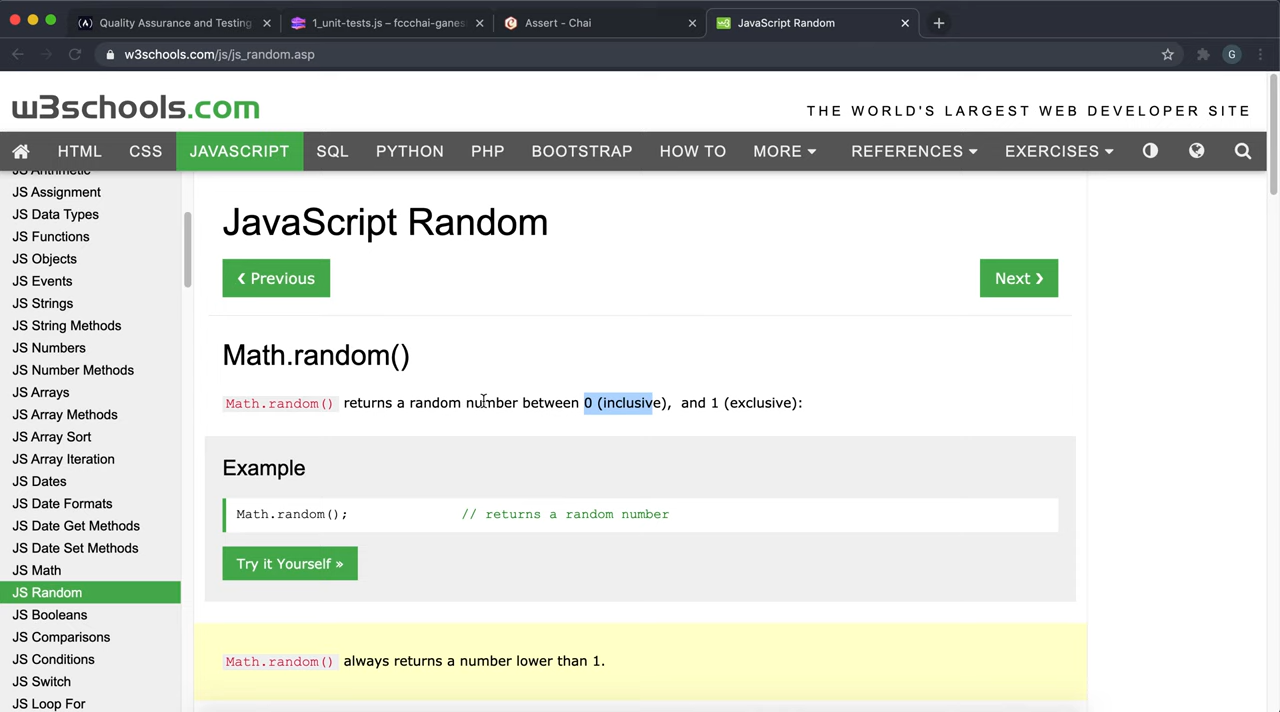 Quality Assurance and Testing
1_unit-tests.js – fccchai-ganes
Assert - Chai
JavaScript Random
w3schools.com/js/js_random.asp
G
w3schools.com
THE WORLD'S LARGEST WEB DEVELOPER SITE
HTML
CSS
JAVASCRIPT
SQL
PYTHON
PHP
BOOTSTRAP
HOW TO
MORE
REFERENCES
EXERCISES
JS Arithmetic
JS Assignment
JS Data Types
JS Functions
JS Objects
JS Events
JS Strings
JS String Methods
JS Numbers
JS Number Methods
JS Arrays
JS Array Methods
JS Array Sort
JS Array Iteration
JS Dates
JS Date Formats
JS Date Get Methods
JS Date Set Methods
JS Math
JS Random
JS Booleans
JS Comparisons
JS Conditions
JS Switch
JS Loop For
JavaScript Random
❮ Previous
Next ❯
Math.random()
Math.random() returns a random number between 0 (inclusive), and 1 (exclusive):
Example
Math.random(); // returns a random number
Try it Yourself »
Math.random() always returns a number lower than 1.